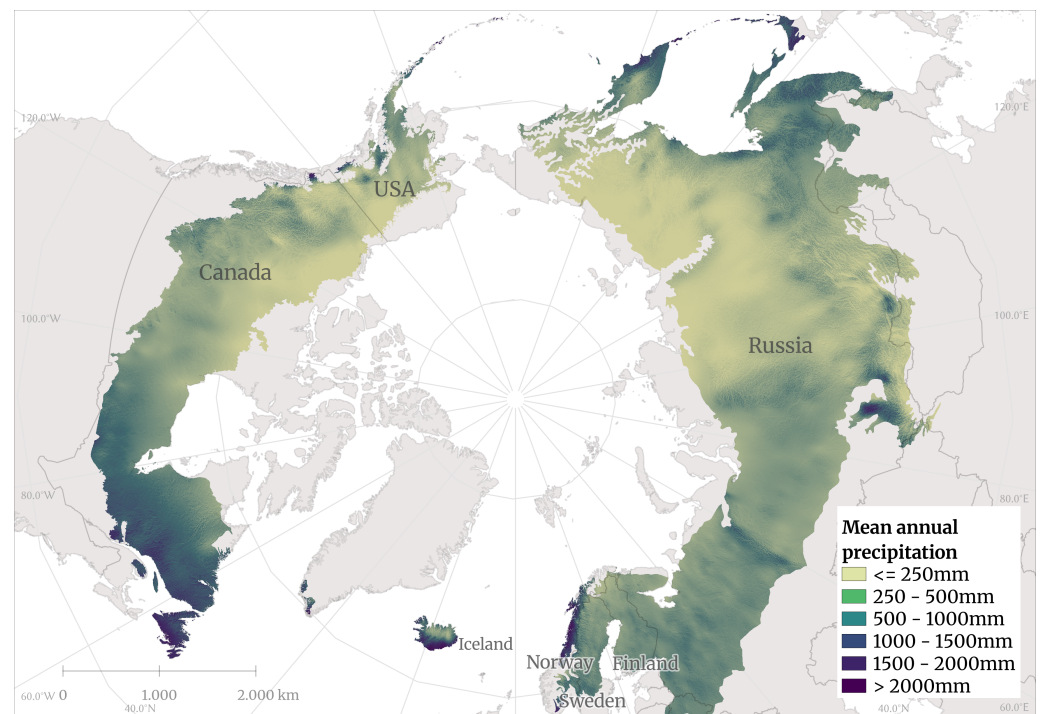 120.0°W
120.0°E
USA
Canada
100.0°W
100.0°E
Russia
80.0°W
80.0°E
Mean annual
precipitation
<= 250mm
250 - 500mm
500 - 1000mm
1000 - 1500mm
1500 - 2000mm
> 2000mm
Iceland
Norway
Finland
Sweden
0 1.000 2.000 km
60.0°W
40.0°N
40.0°N
60.0°E